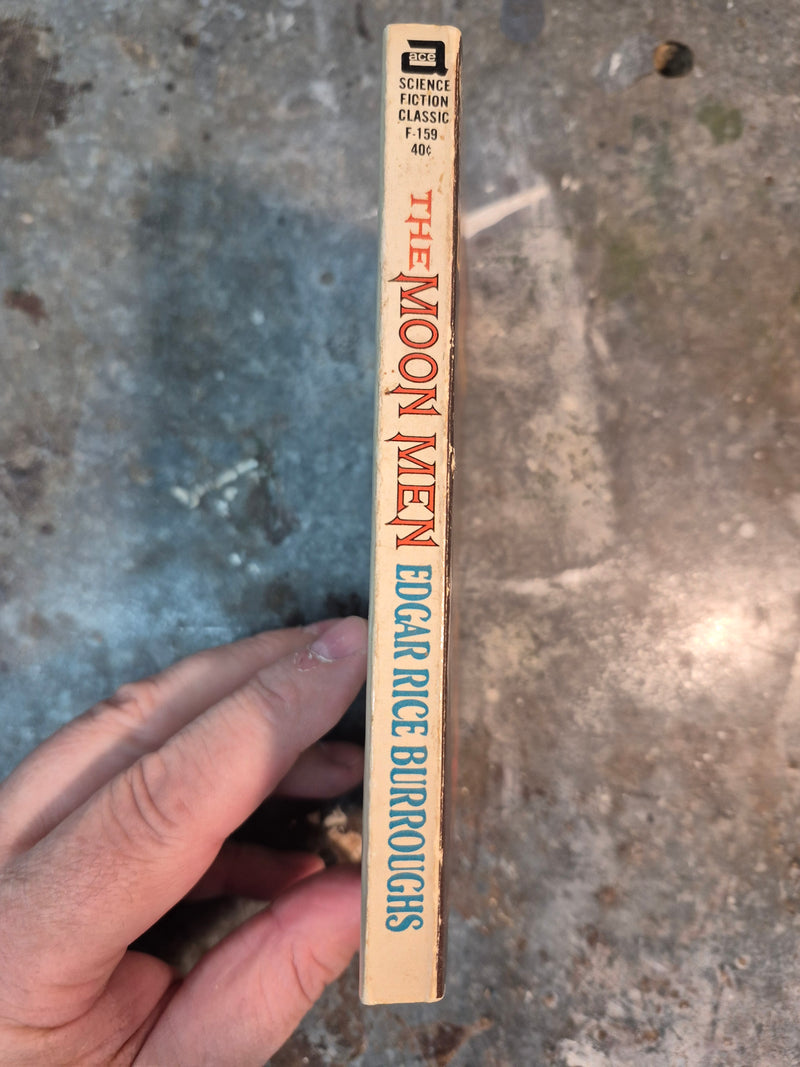 ace
SCIENCE
FICTION
CLASSIC
F-159
40¢
THE MOON MEN
EDGAR RICE BURROUGHS